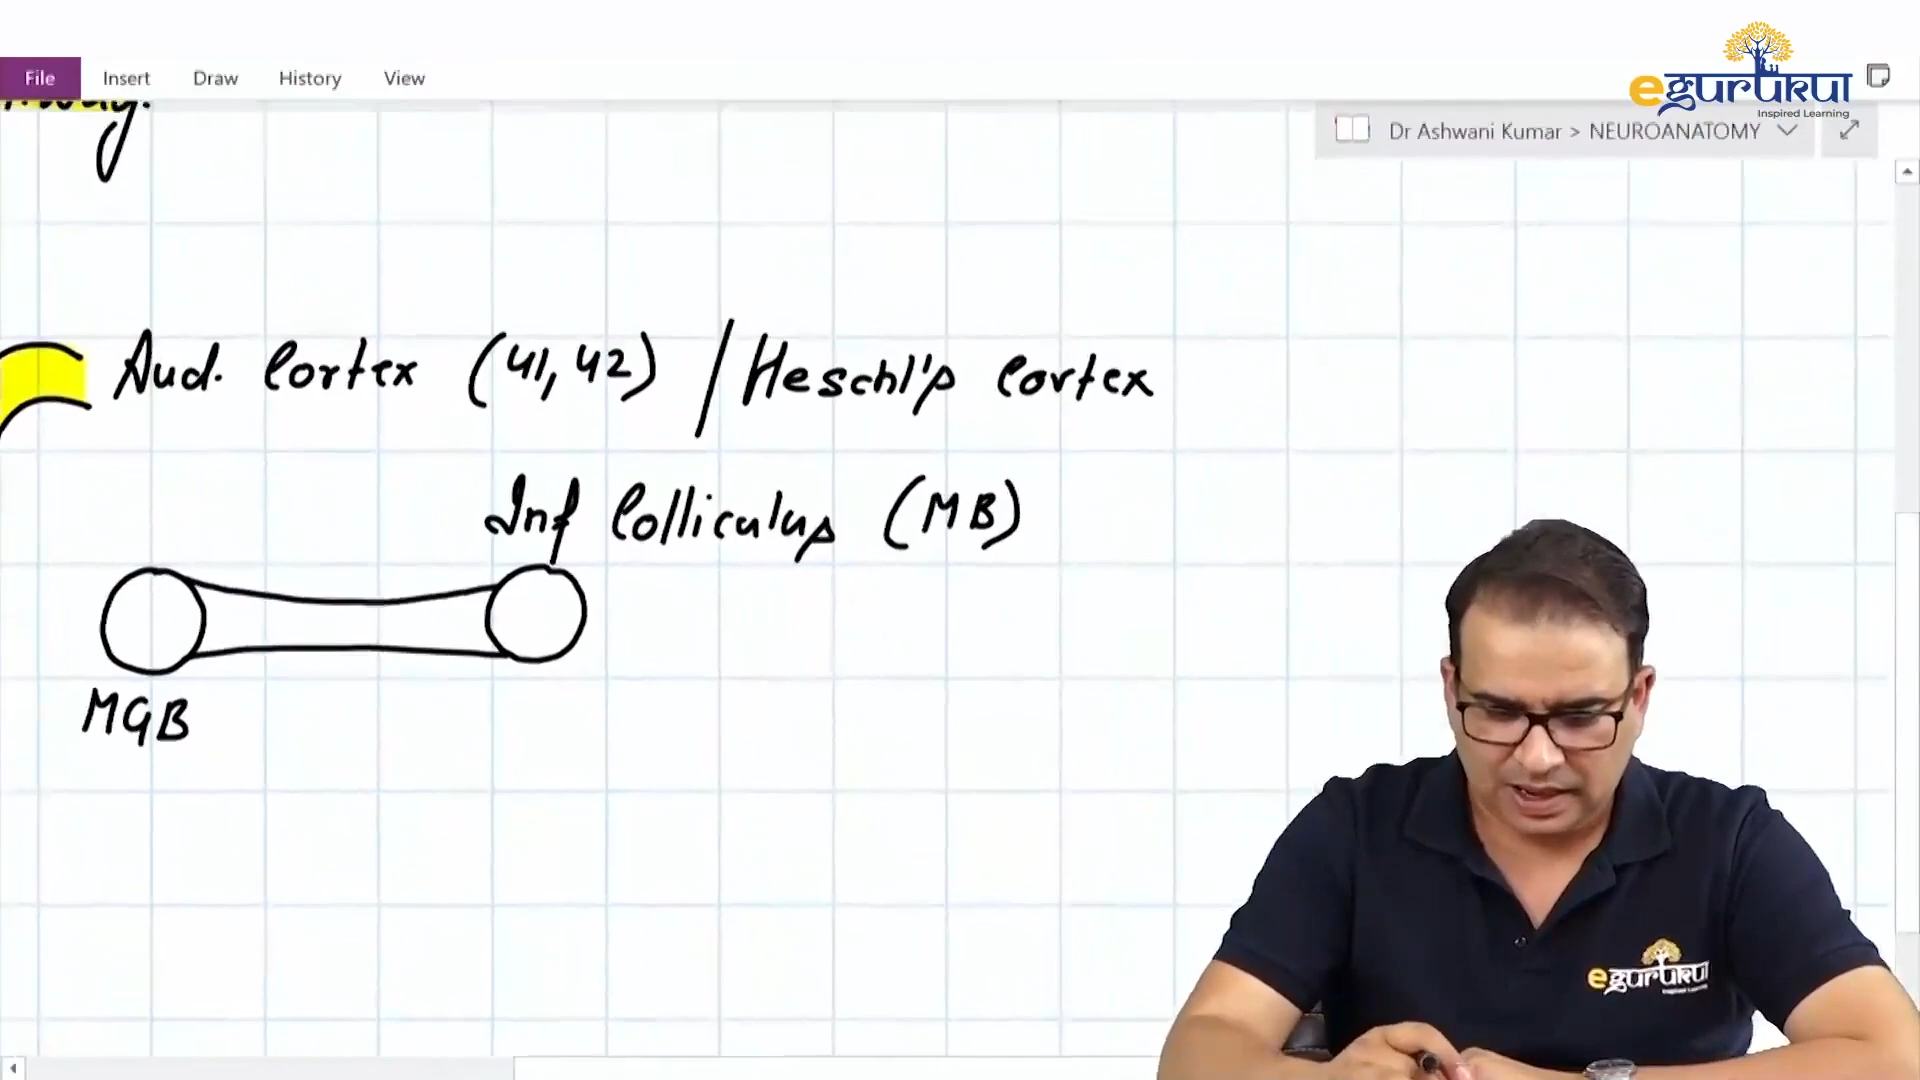 File Insert Draw History View
egurukul
Inspired Learning
Dr Ashwani Kumar > NEUROANATOMY
Aud. Cortex (41, 42) / Heschl's Cortex
Inf Colliculus (MB)
MGB
egurukul